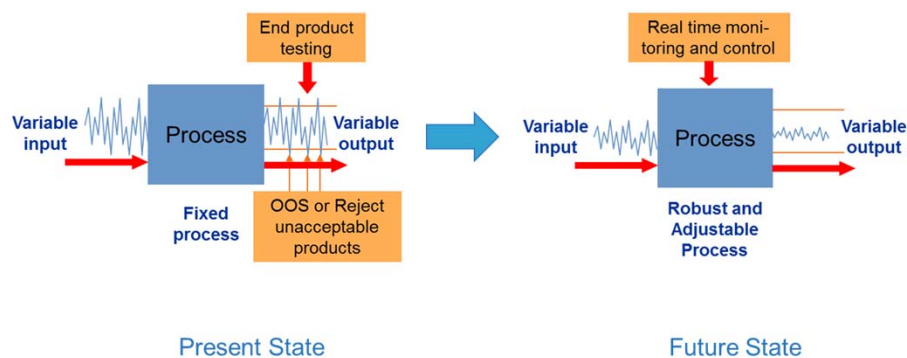 End product
testing
Variable
input
Process
Variable
output
Fixed
process
OOS or Reject
unacceptable
products
Present State
Real time moni-
toring and control
Variable
input
Process
Variable
output
Robust and
Adjustable
Process
Future State